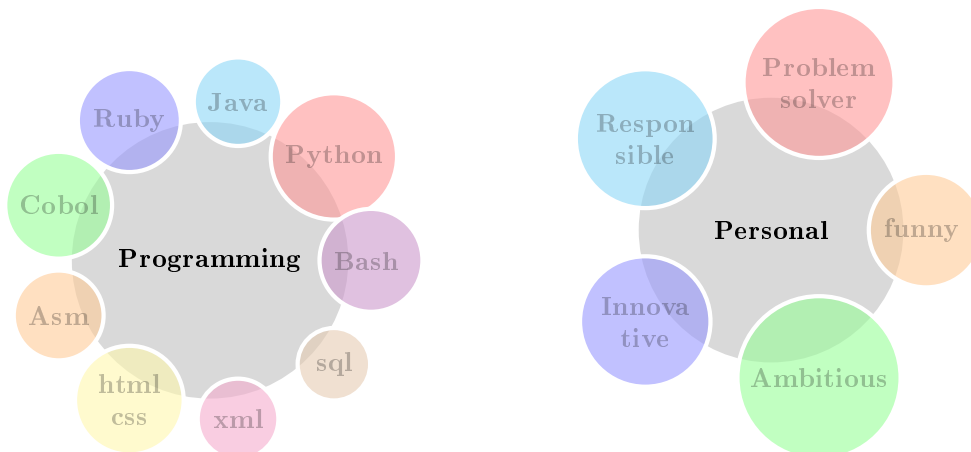 Ruby
Java
Python
Cobol
Programming
Bash
Asm
sql
html
css
xml
Problem
solver
Respon
sible
Personal
funny
Innova
tive
Ambitious